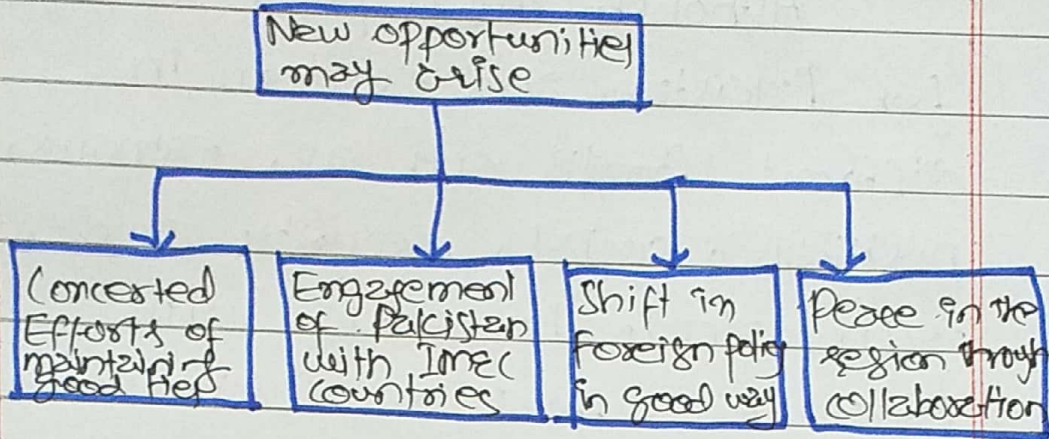 New opportunities
may arise
Concerted
Efforts of
maintaining
good ties
Engagement
of Pakistan
with IMEC
countries
Shift in
Foreign policy
in good way
Peace in the
region through
collaboration